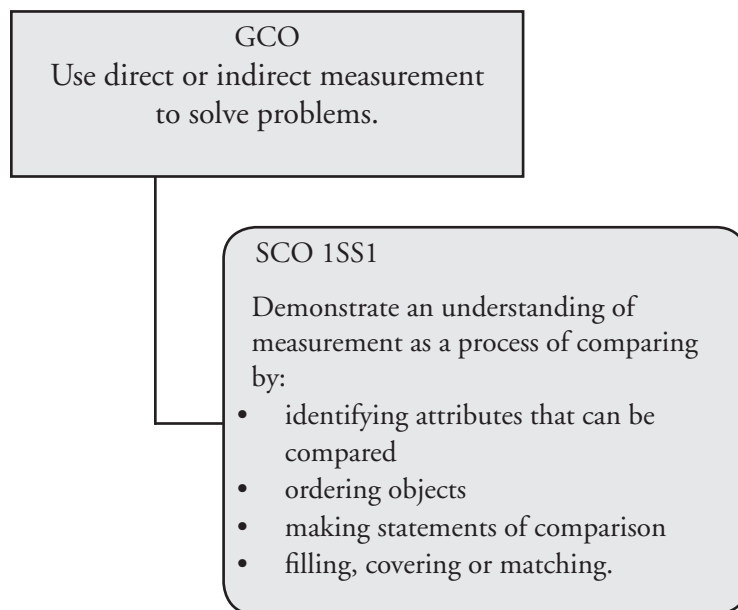 GCO
Use direct or indirect measurement
to solve problems.
SCO 1SS1
Demonstrate an understanding of
measurement as a process of comparing
by:
• identifying attributes that can be
compared
• ordering objects
• making statements of comparison
• filling, covering or matching.